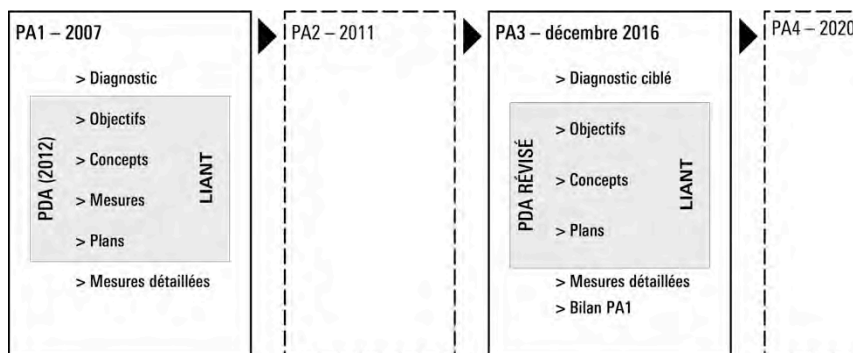 PA1 – 2007
> Diagnostic
PDA (2012)
> Objectifs
> Concepts
> Mesures
> Plans
LIANT
> Mesures détaillées
PA2 – 2011
PA3 – décembre 2016
> Diagnostic ciblé
PDA RÉVISÉ
> Objectifs
> Concepts
> Plans
LIANT
> Mesures détaillées
> Bilan PA1
PA4 – 2020